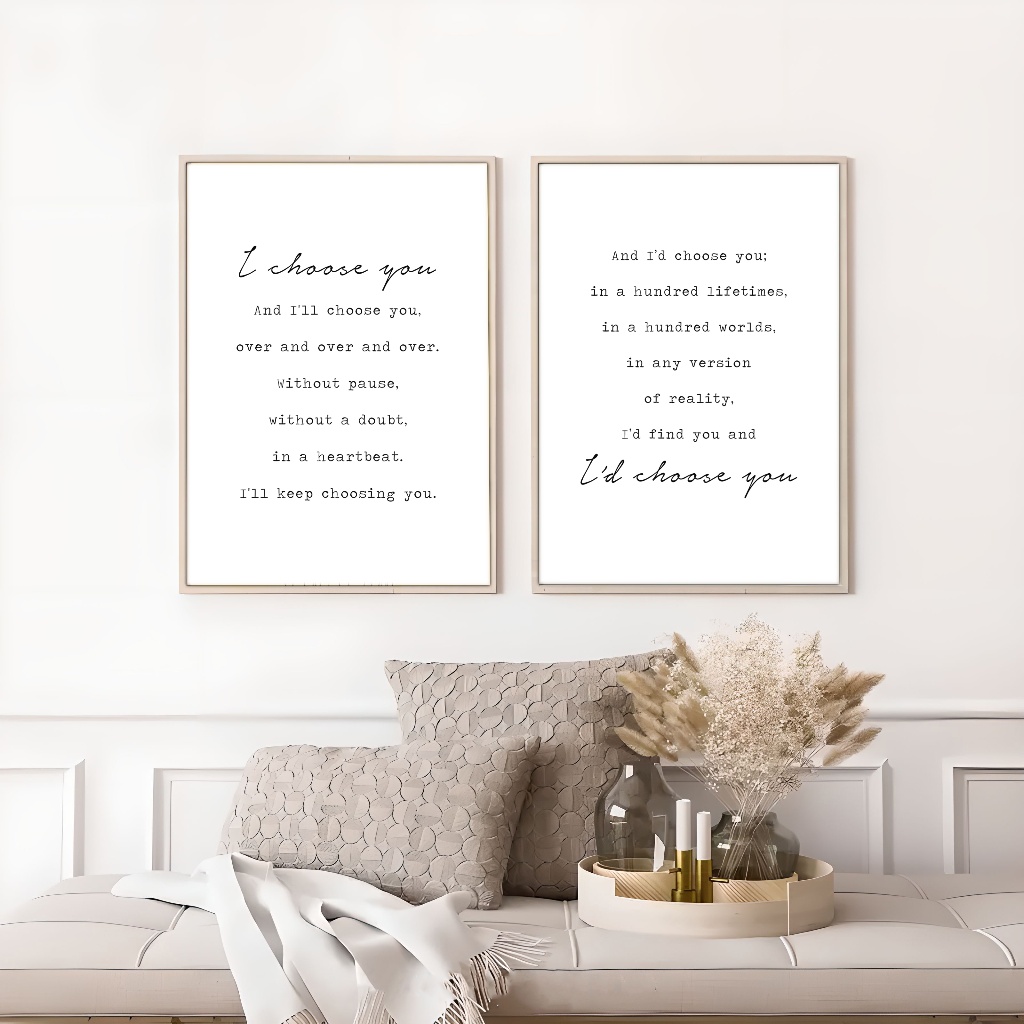 I choose you
And I'll choose you,
over and over and over.
Without pause,
without a doubt,
in a heartbeat.
I'll keep choosing you.
And I'd choose you;
in a hundred lifetimes,
in a hundred worlds,
in any version
of reality,
I'd find you and
I'd choose you